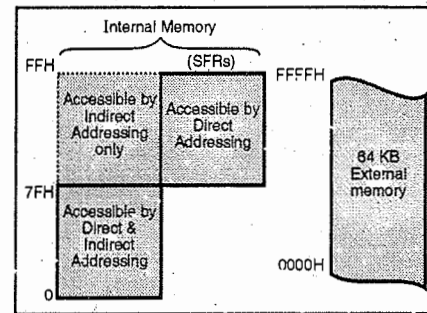 Internal Memory
(SFRs)
FFH
FFFFH
Accessible by
Indirect
Addressing
only
Accessible by
Direct
Addressing
64 KB
External
memory
7FH
Accessible by
Direct &
Indirect
Addressing
0000H
0